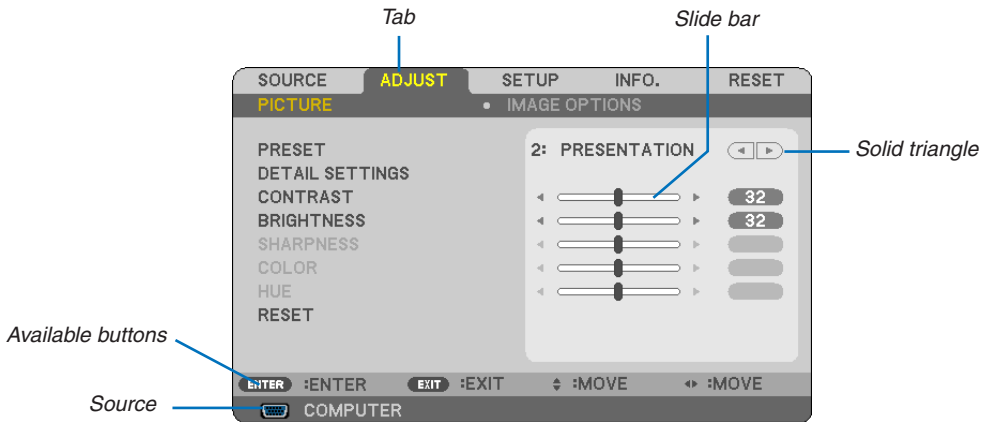 Tab
Slide bar
SOURCE ADJUST SETUP INFO. RESET
PICTURE • IMAGE OPTIONS
PRESET 2: PRESENTATION
Solid triangle
DETAIL SETTINGS
CONTRAST 32
BRIGHTNESS 32
SHARPNESS
COLOR
HUE
RESET
Available buttons
ENTER :ENTER EXIT :EXIT :MOVE :MOVE
Source
COMPUTER